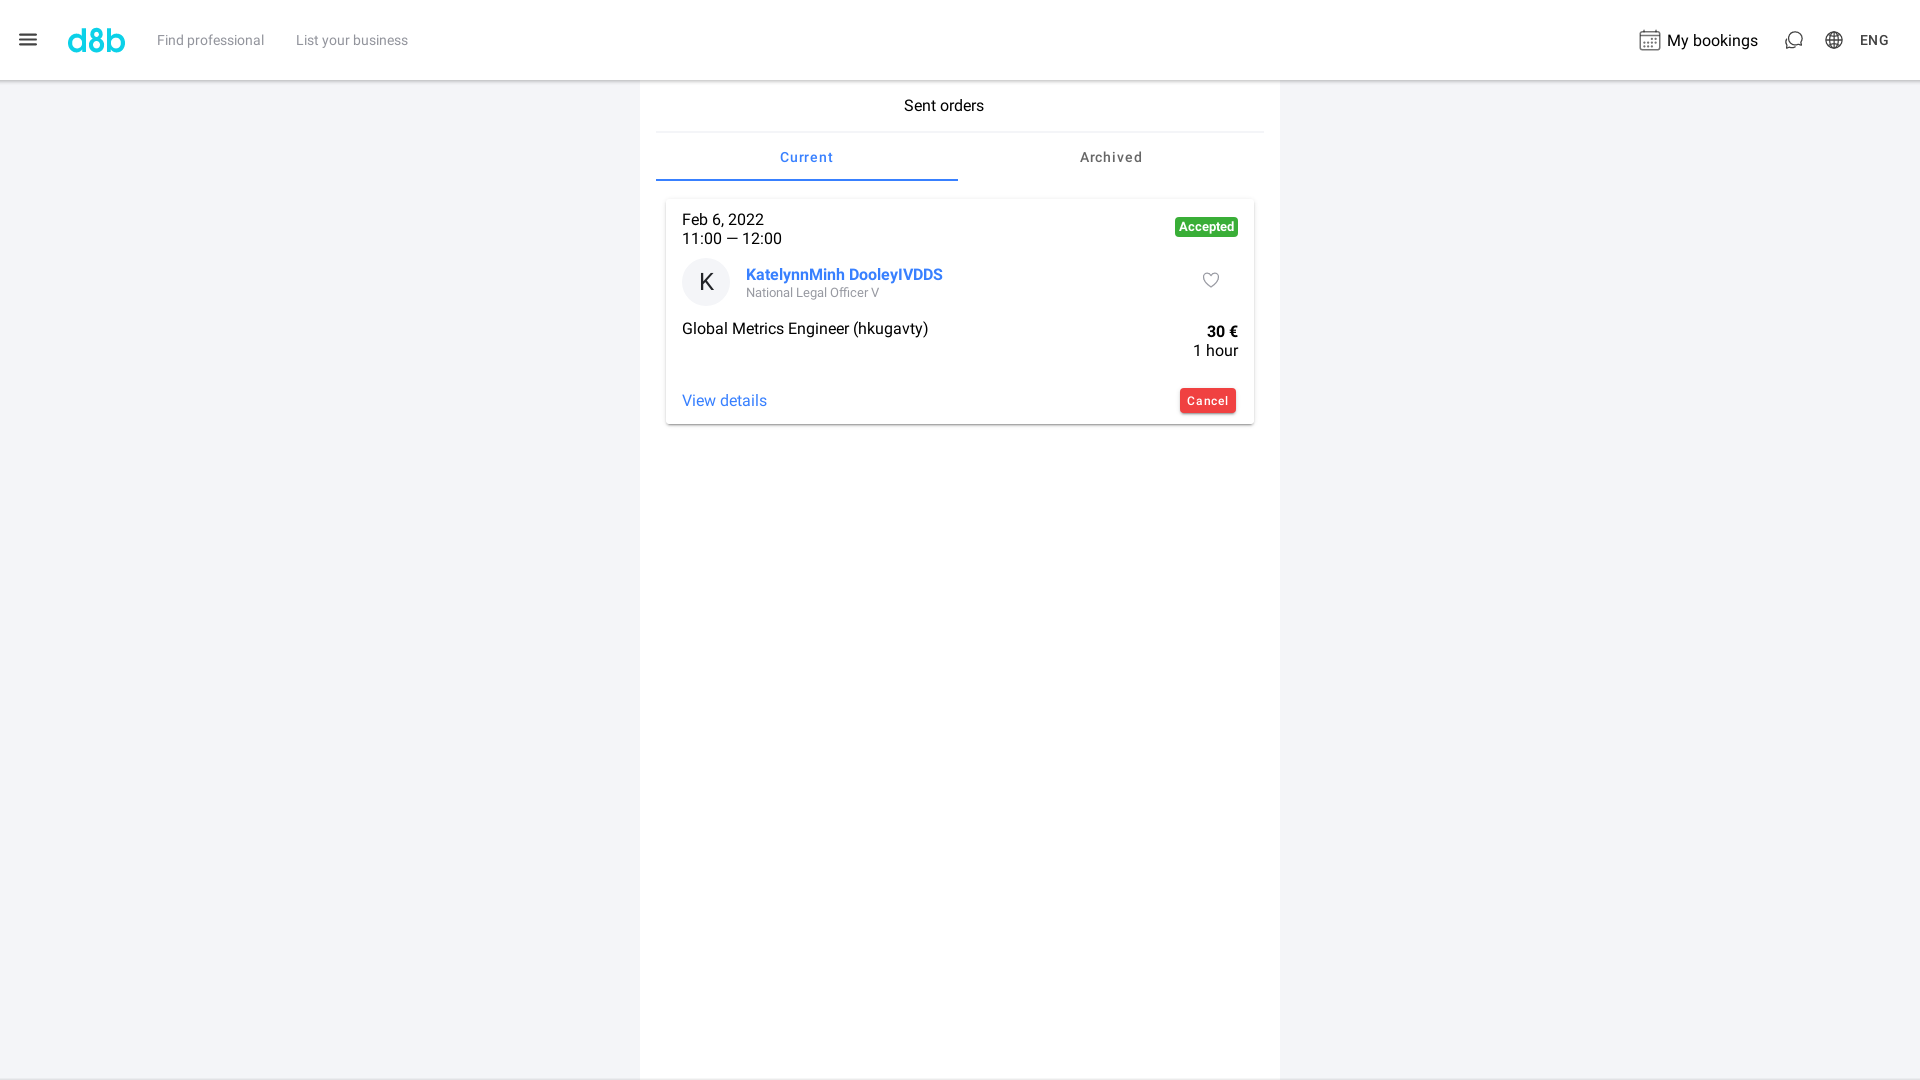 d8b
Find professional
List your business
My bookings
ENG
Sent orders
Current
Archived
Feb 6, 2022
11:00 — 12:00
Accepted
K
KatelynnMinh DooleyIVDDS
National Legal Officer V
Global Metrics Engineer (hkugavty)
30 €
1 hour
View details
Cancel